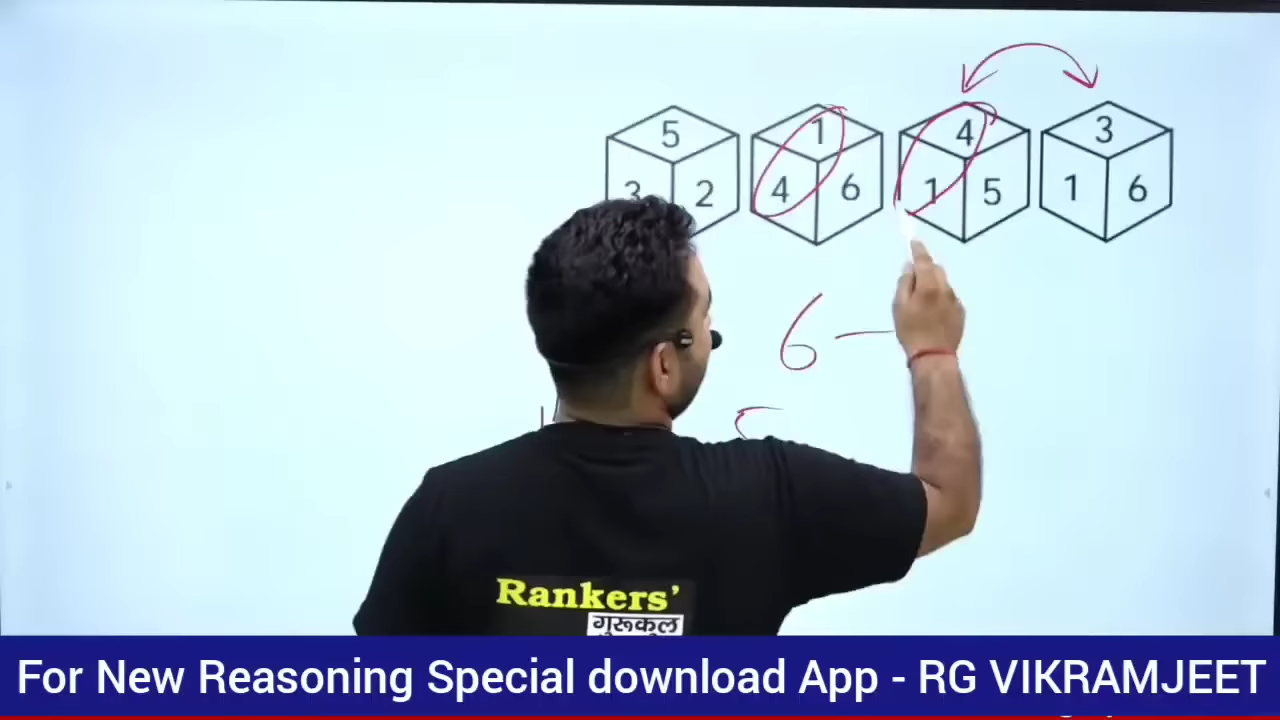 5 1 4 3
3 2 4 6 1 5 1 6
6 -
5
Rankers'
गुरुकुल
For New Reasoning Special download App - RG VIKRAMJEET